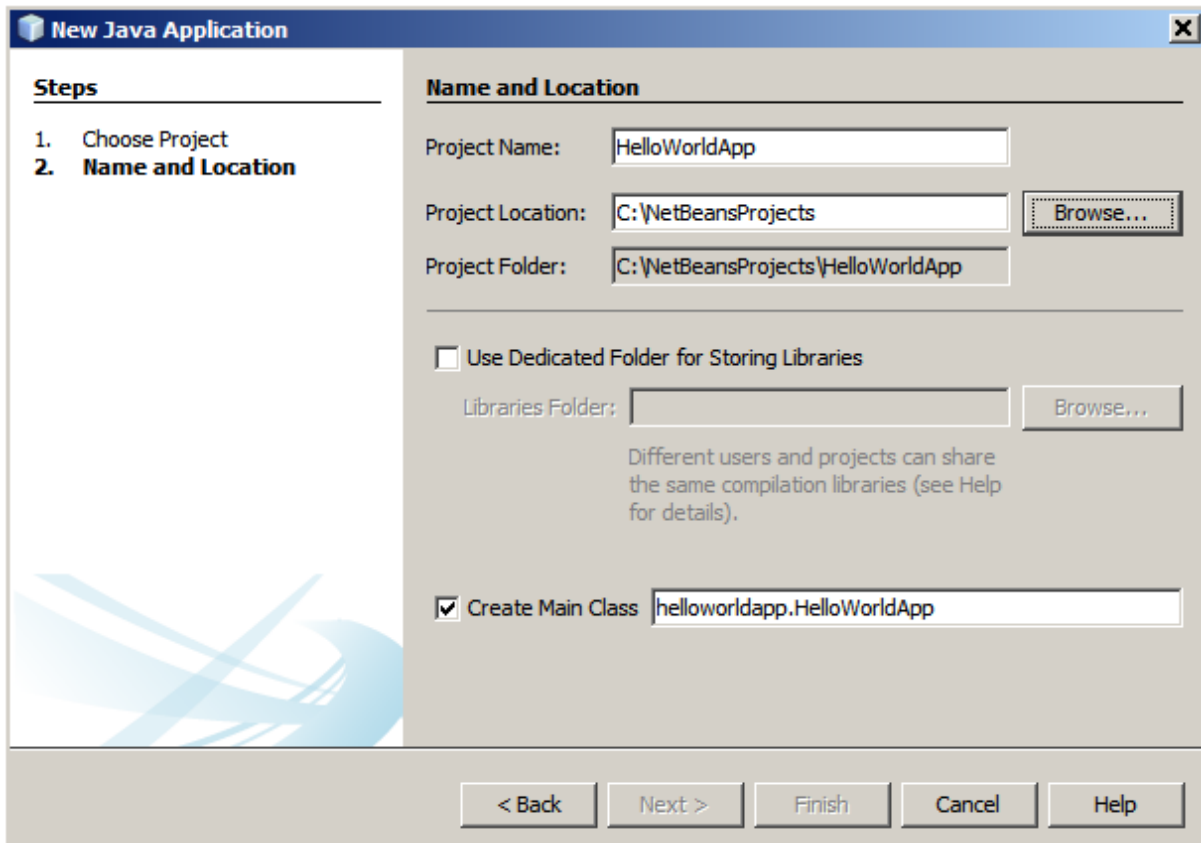 New Java Application
Steps
1. Choose Project
2. Name and Location
Name and Location
Project Name: HelloWorldApp
Project Location: C:\NetBeansProjects Browse...
Project Folder: C:\NetBeansProjects\HelloWorldApp
Use Dedicated Folder for Storing Libraries
Libraries Folder: Browse...
Different users and projects can share
the same compilation libraries (see Help
for details).
Create Main Class helloworldapp.HelloWorldApp
< Back Next > Finish Cancel Help